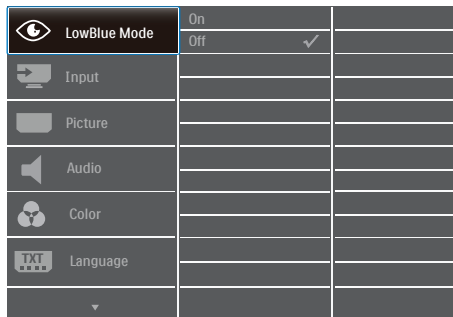 LowBlue Mode
On
Off
Input
Picture
Audio
Color
TXT
Language